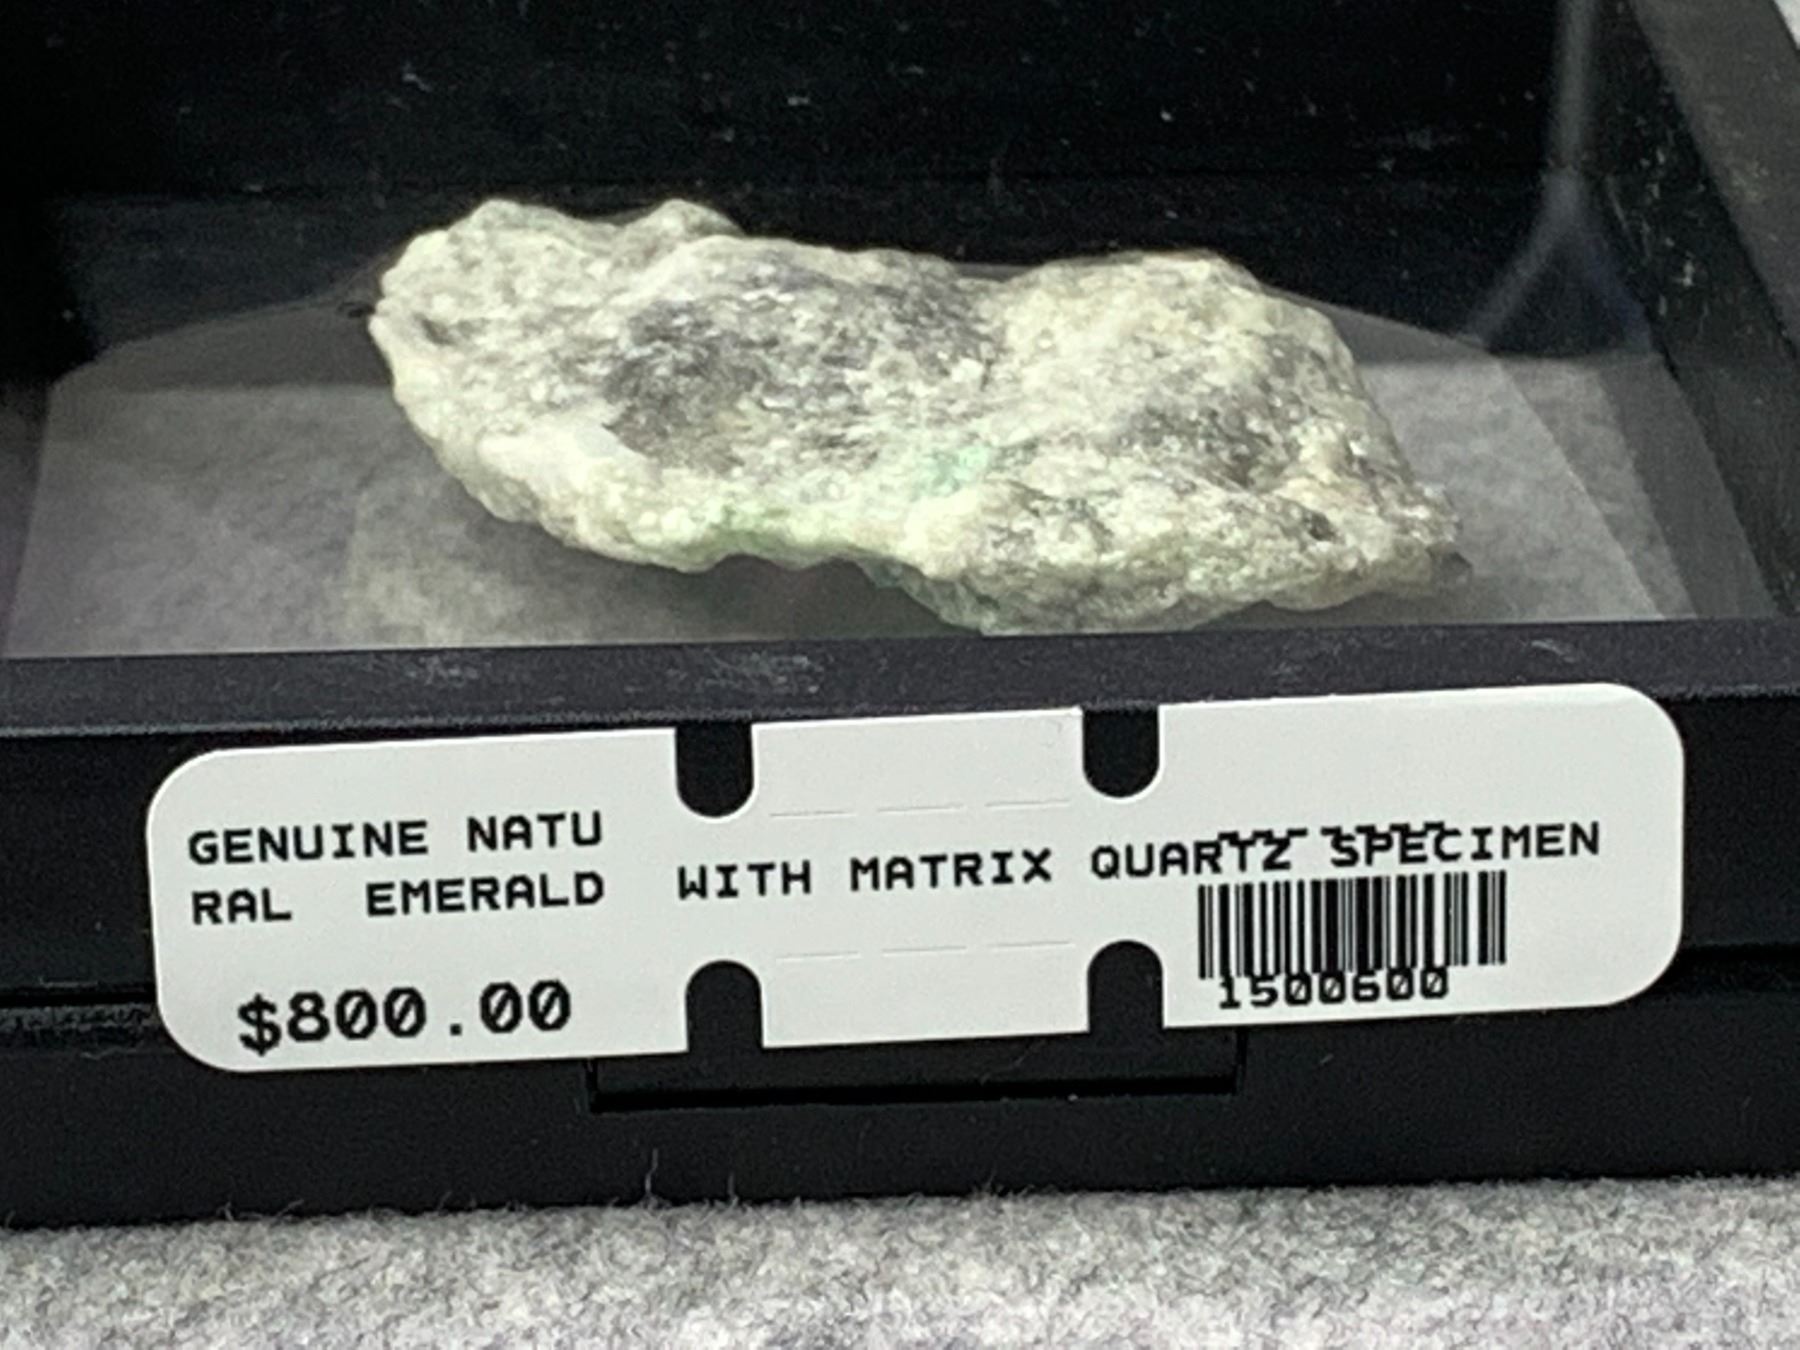 GENUINE NATU
RAL EMERALD WITH MATRIX QUARTZ SPECIMEN
$800.00
1500600